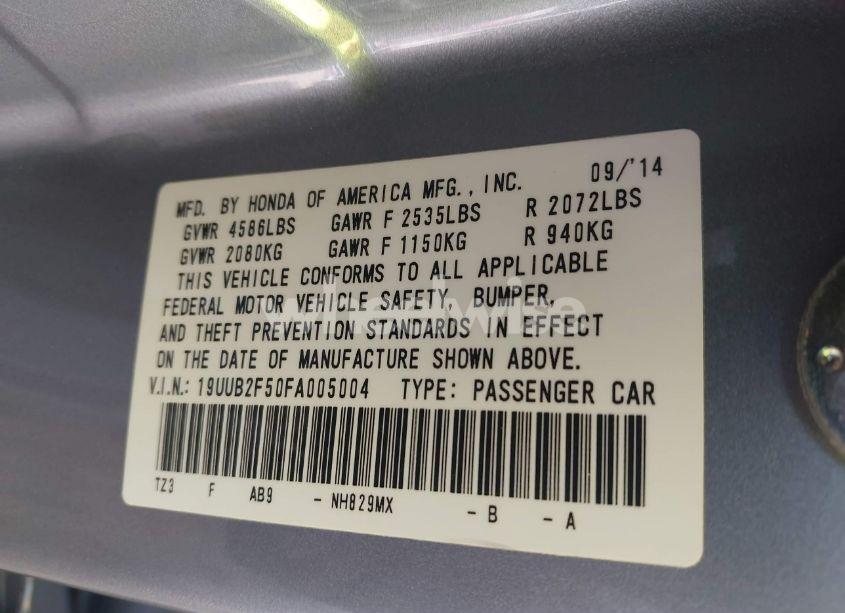 MFD. BY HONDA OF AMERICA MFG., INC. 09/'14
GVWR 4586LBS GAWR F 2535LBS R 2072LBS
GVWR 2080KG GAWR F 1150KG R 940KG
THIS VEHICLE CONFORMS TO ALL APPLICABLE
FEDERAL MOTOR VEHICLE SAFETY, BUMPER,
AND THEFT PREVENTION STANDARDS IN EFFECT
ON THE DATE OF MANUFACTURE SHOWN ABOVE.
V.I.N.: 19UUB2F50FA005004 TYPE: PASSENGER CAR
TZ3 F AB9 - NH829MX - B - A
wheelwise